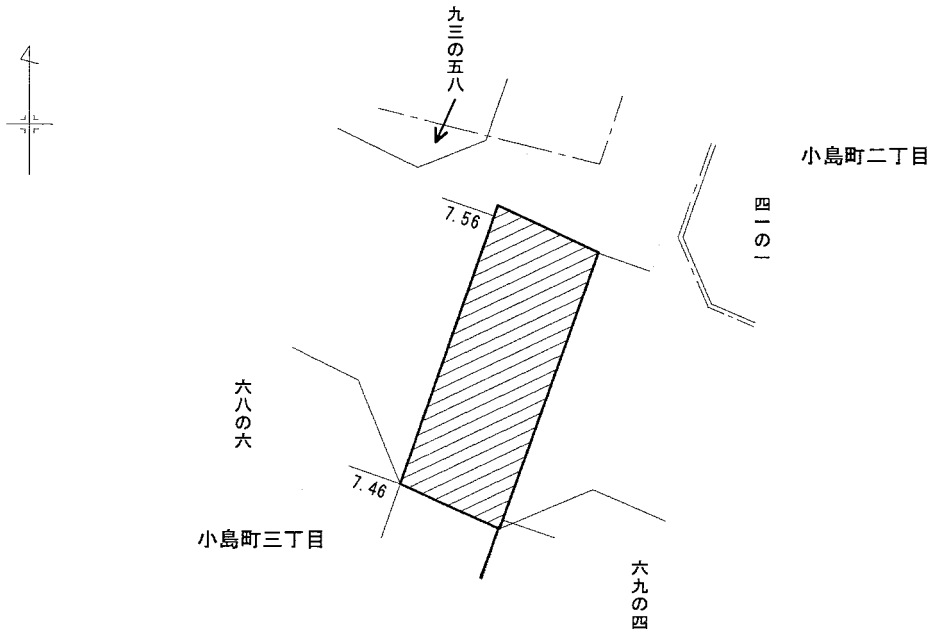 九三の五八
小島町二丁目
四一の一
7.56
六八の六
7.46
小島町三丁目
六九の四